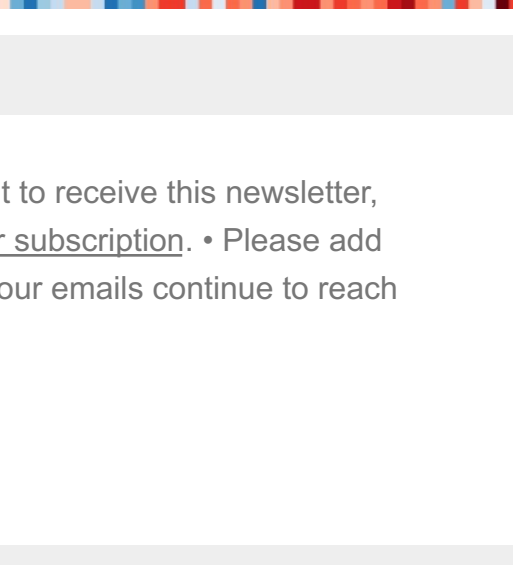 t to receive this newsletter,
r subscription. • Please add
our emails continue to reach